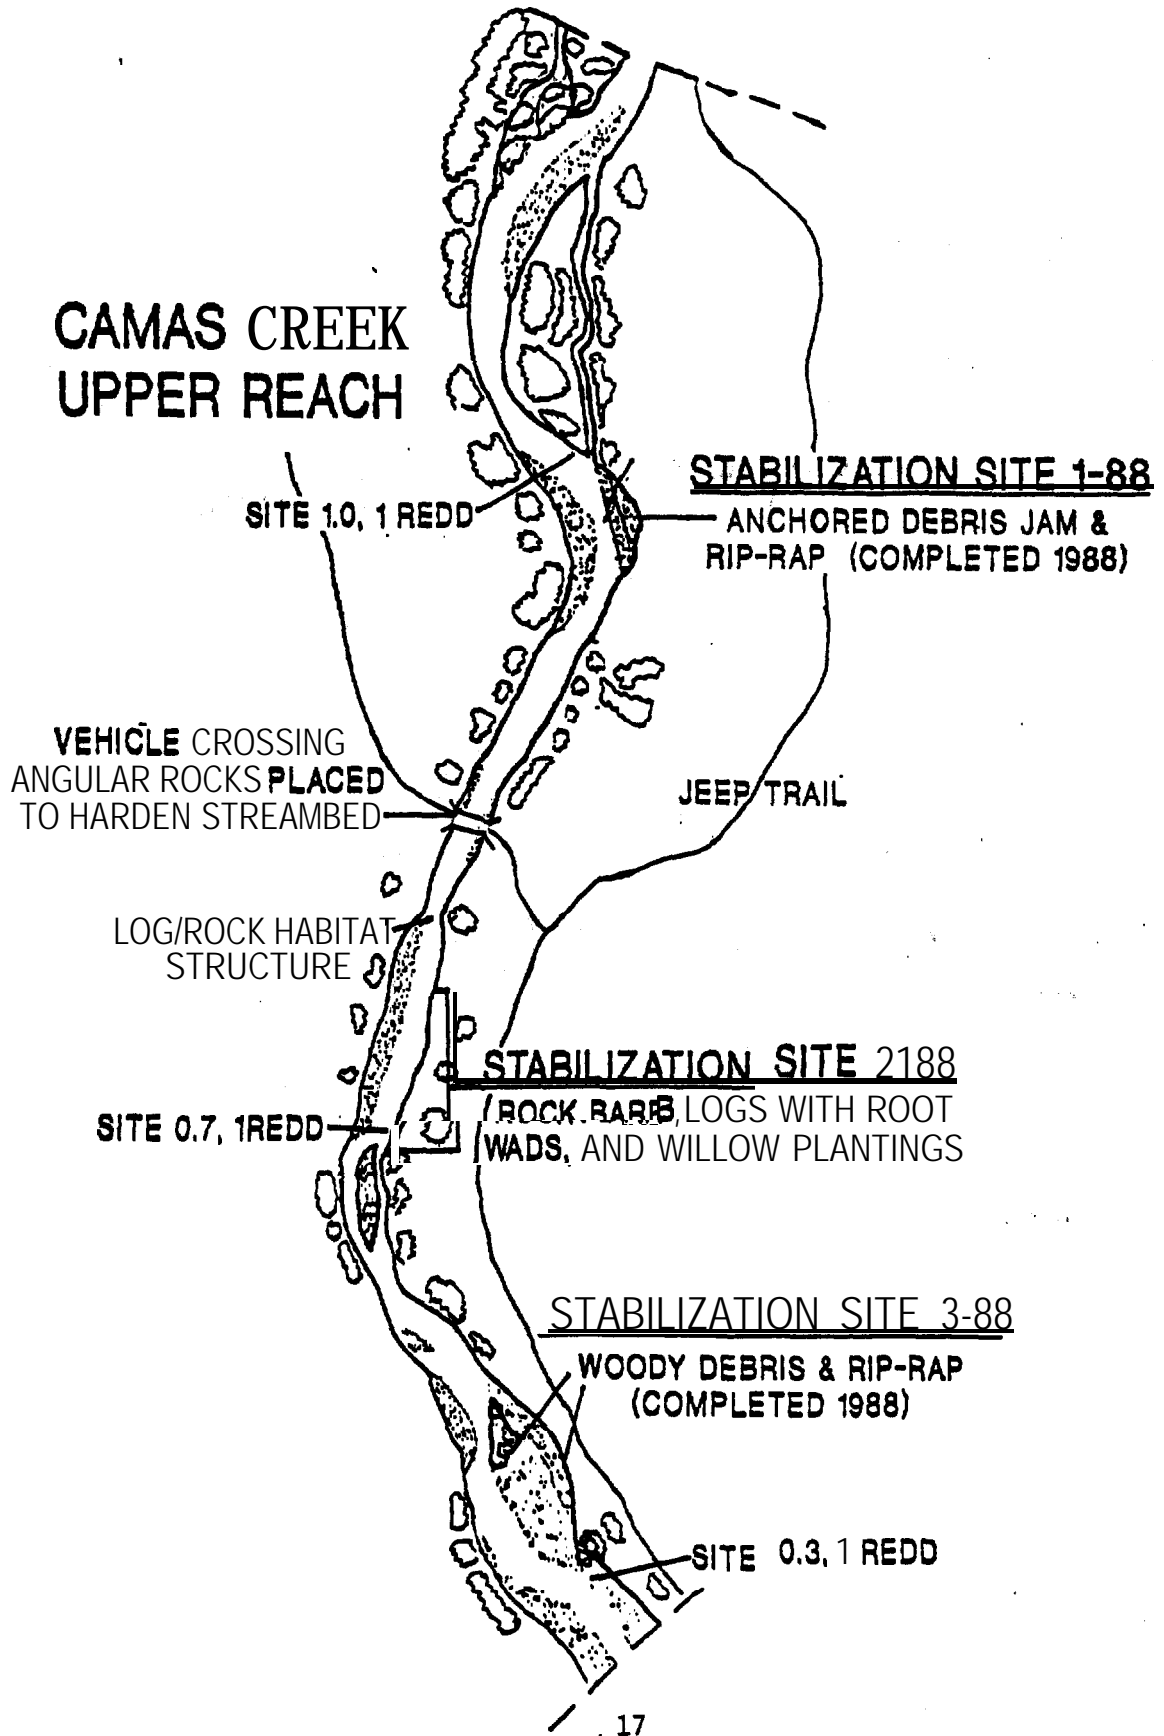 CAMAS CREEK
UPPER REACH
STABILIZATION SITE 1-88
ANCHORED DEBRIS JAM &
RIP-RAP (COMPLETED 1988)
SITE 1.0, 1 REDD
VEHICLE CROSSING
ANGULAR ROCKS PLACED
TO HARDEN STREAMBED
JEEP TRAIL
LOG/ROCK HABITAT
STRUCTURE
STABILIZATION SITE 2188
(ROCK BARBS, LOGS WITH ROOT
WADS, AND WILLOW PLANTINGS
SITE 0.7, 1REDD
STABILIZATION SITE 3-88
WOODY DEBRIS & RIP-RAP
(COMPLETED 1988)
SITE 0.3, 1 REDD
17